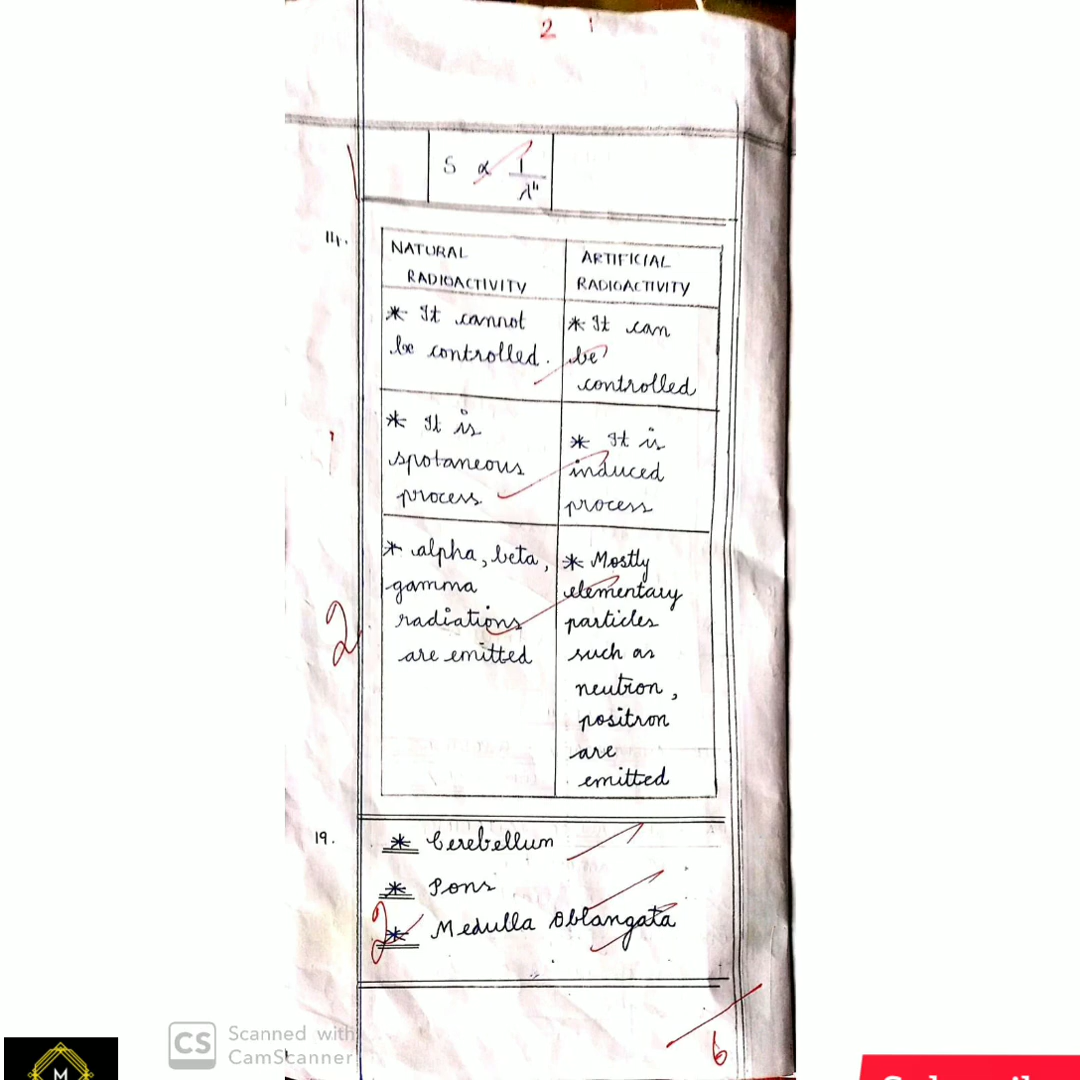 2 1
S ∝ 1
λ"
14.
NATURAL
RADIOACTIVITY
ARTIFICIAL
RADIOACTIVITY
* It cannot
be controlled.
* It can
be
controlled
* It is
spotaneous
process
* It is
induced
process
* alpha, beta,
gamma
radiations
are emitted
* Mostly
elementary
particles
such as
neutron,
positron
are
emitted
2
19.
* Cerebellum
* Pons
* Medulla Oblangata
2
6
CS Scanned with
CamScanner
M